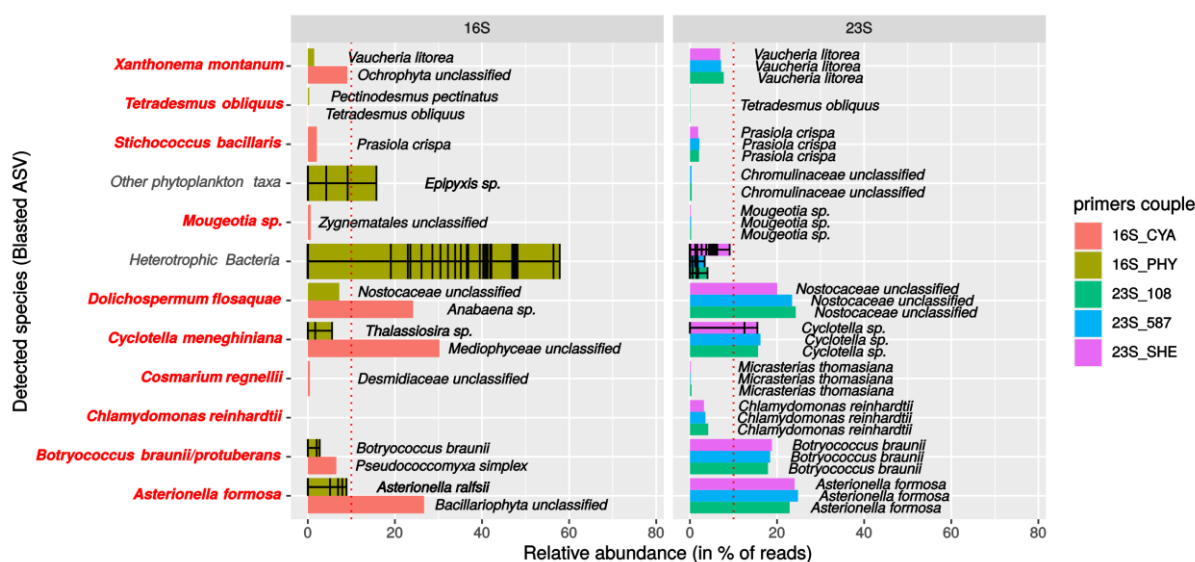 16S
23S
Detected species (Blasted ASV)
Xanthonema montanum
Tetradesmus obliquus
Stichococcus bacillaris
Other phytoplankton taxa
Mougeotia sp.
Heterotrophic Bacteria
Dolichospermum flosaquae
Cyclotella meneghiniana
Cosmarium regnellii
Chlamydomonas reinhardtii
Botryococcus braunii/protuberans
Asterionella formosa
Vaucheria litorea
Ochrophyta unclassified
Pectinodesmus pectinatus
Tetradesmus obliquus
Prasiola crispa
Epipyxis sp.
Zygnematales unclassified
Nostocaceae unclassified
Anabaena sp.
Thalassiosira sp.
Mediophyceae unclassified
Desmidiaceae unclassified
Botryococcus braunii
Pseudococcomyxa simplex
Asterionella ralfsii
Bacillariophyta unclassified
0 20 40 60 80
Vaucheria litorea
Vaucheria litorea
Vaucheria litorea
Tetradesmus obliquus
Prasiola crispa
Prasiola crispa
Prasiola crispa
Chromulinaceae unclassified
Chromulinaceae unclassified
Mougeotia sp.
Mougeotia sp.
Mougeotia sp.
Nostocaceae unclassified
Nostocaceae unclassified
Nostocaceae unclassified
Cyclotella sp.
Cyclotella sp.
Cyclotella sp.
Micrasterias thomasiana
Micrasterias thomasiana
Micrasterias thomasiana
Chlamydomonas reinhardtii
Chlamydomonas reinhardtii
Chlamydomonas reinhardtii
Botryococcus braunii
Botryococcus braunii
Botryococcus braunii
Asterionella formosa
Asterionella formosa
Asterionella formosa
0 20 40 60 80
Relative abundance (in % of reads)
primers couple
16S_CYA
16S_PHY
23S_108
23S_587
23S_SHE